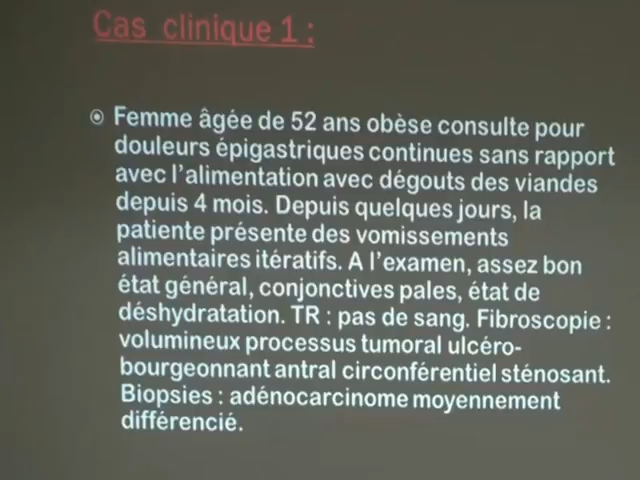 Cas clinique 1 :
Femme âgée de 52 ans obèse consulte pour
douleurs épigastriques continues sans rapport
avec l'alimentation avec dégouts des viandes
depuis 4 mois. Depuis quelques jours, la
patiente présente des vomissements
alimentaires itératifs. A l'examen, assez bon
état général, conjonctives pales, état de
déshydratation. TR : pas de sang. Fibroscopie :
volumineux processus tumoral ulcéro-
bourgeonnant antral circonférentiel sténosant.
Biopsies : adénocarcinome moyennement
différencié.